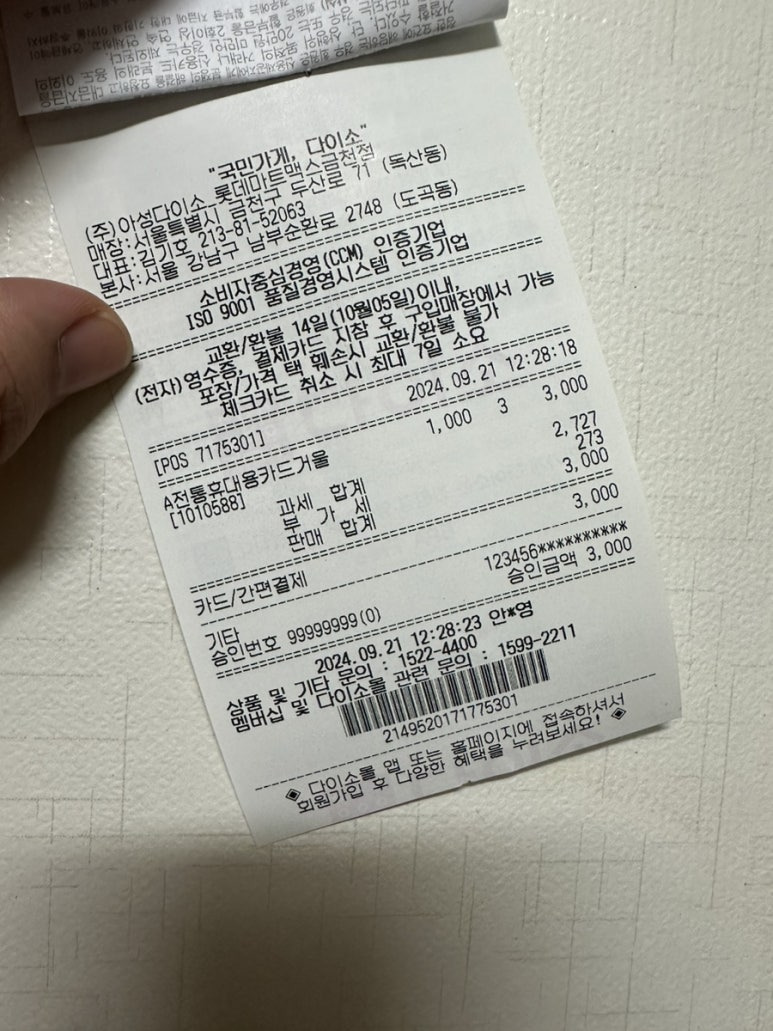 "국민가게, 다이소"
(주)아성다이소_롯데마트맥스금천점
매장:서울특별시 금천구 두산로 71 (독산동)
대표:김기호 213-81-52063
본사:서울 강남구 남부순환로 2748 (도곡동)
소비자중심경영(CCM) 인증기업
ISO 9001 품질경영시스템 인증기업
교환/환불 14일(10월05일)이내,
(전자)영수증, 결제카드 지참 후 구입매장에서 가능
포장/가격 택 훼손시 교환/환불 불가
체크카드 취소 시 최대 7일 소요
[POS 7175301] 2024.09.21 12:28:18
A전통휴대용카드거울 1,000 3 3,000
[1010588]
과세 합계 2,727
부 가 세 273
판매 합계 3,000
카드/간편결제 3,000
기타 123456**********
승인번호 99999999(0) 승인금액 3,000
2024.09.21 12:28:23 안*영
상품 및 기타 문의 : 1522-4400
멤버십 및 다이소몰 관련 문의 : 1599-2211
2149520171775301
◈ 다이소몰 앱 또는 홈페이지에 접속하셔서
회원가입 후 다양한 혜택을 누려보세요! ◈